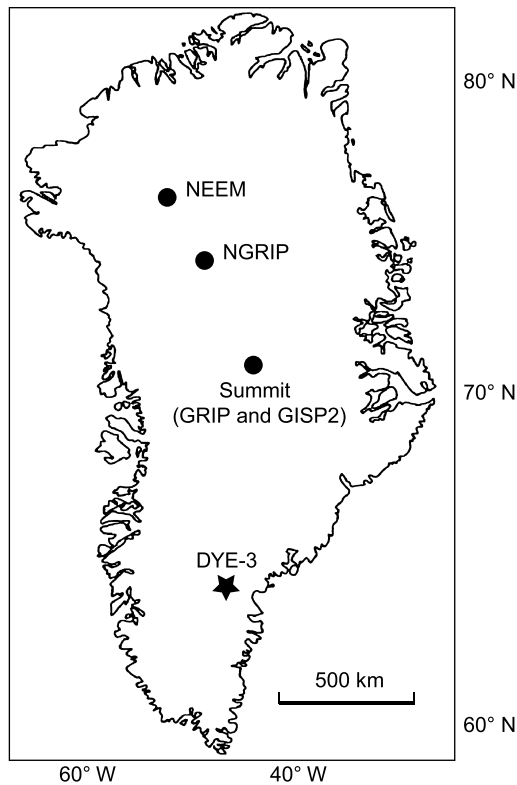 80° N
NEEM
NGRIP
Summit
(GRIP and GISP2)
70° N
DYE-3
500 km
60° N
60° W
40° W